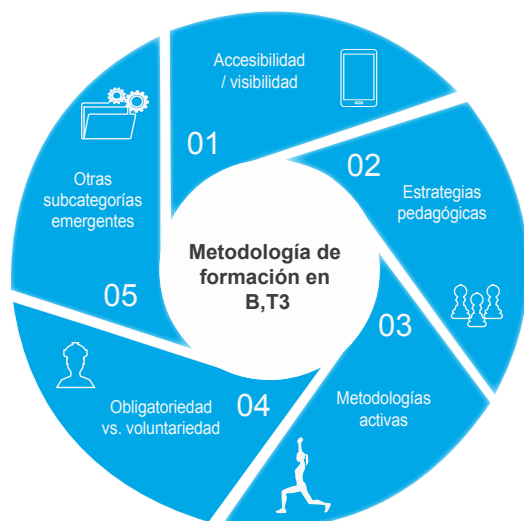 Accesibilidad
/ visibilidad
01
02
Estrategias
pedagógicas
03
Metodologías
activas
04
Obligatoriedad
vs. voluntariedad
05
Otras
subcategorías
emergentes
Metodología de
formación en
B,T3